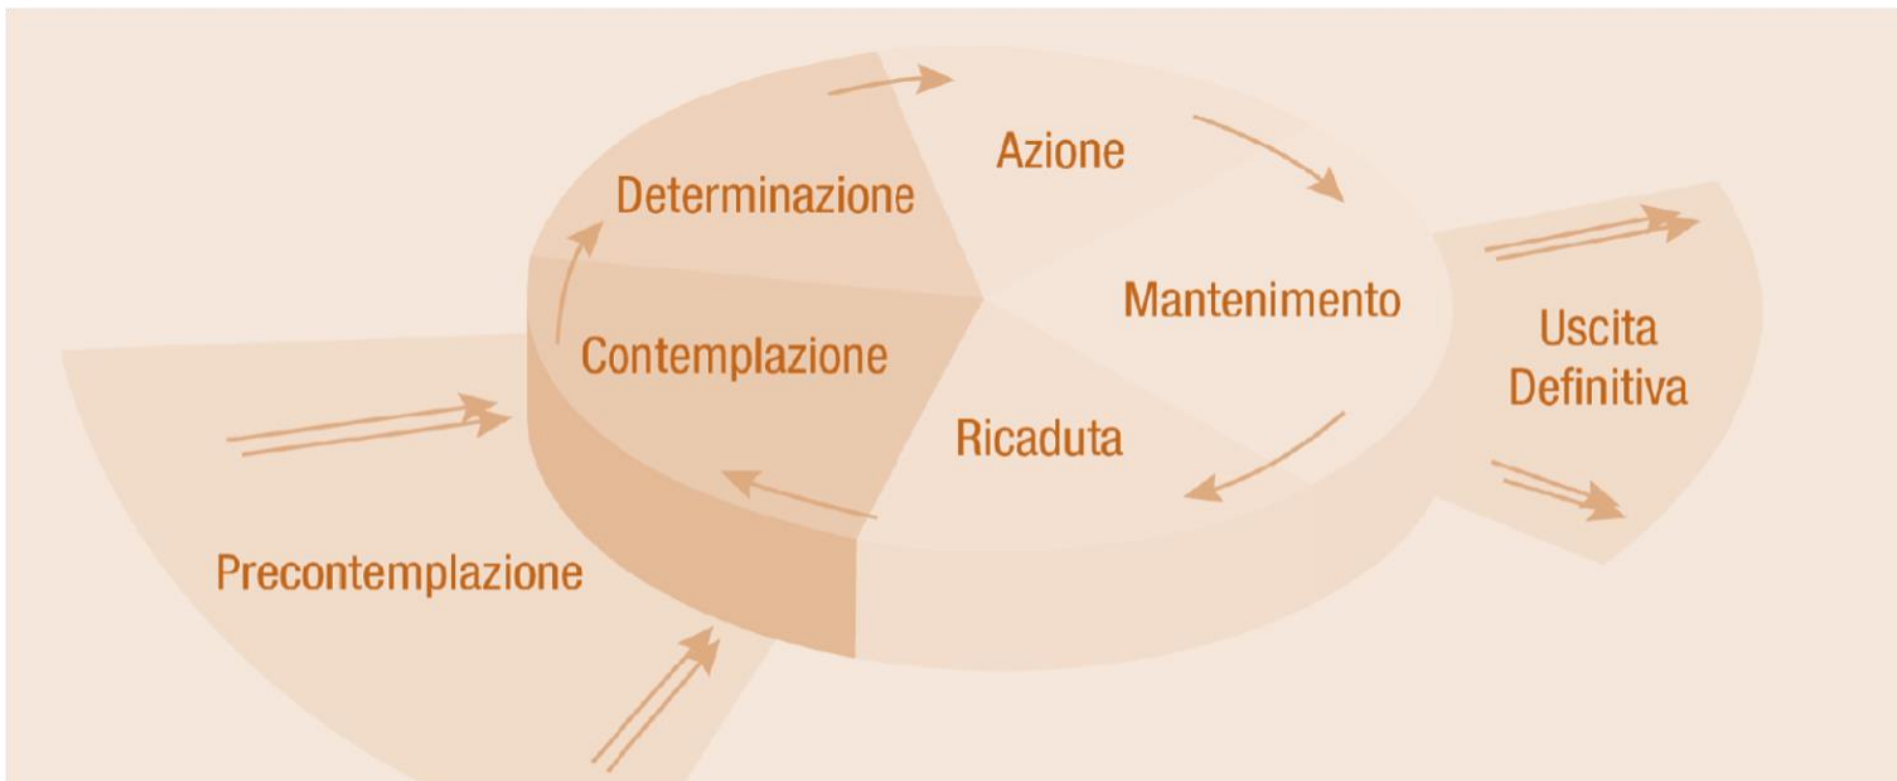 Azione
Determinazione
Mantenimento
Uscita
Definitiva
Contemplazione
Ricaduta
Precontemplazione